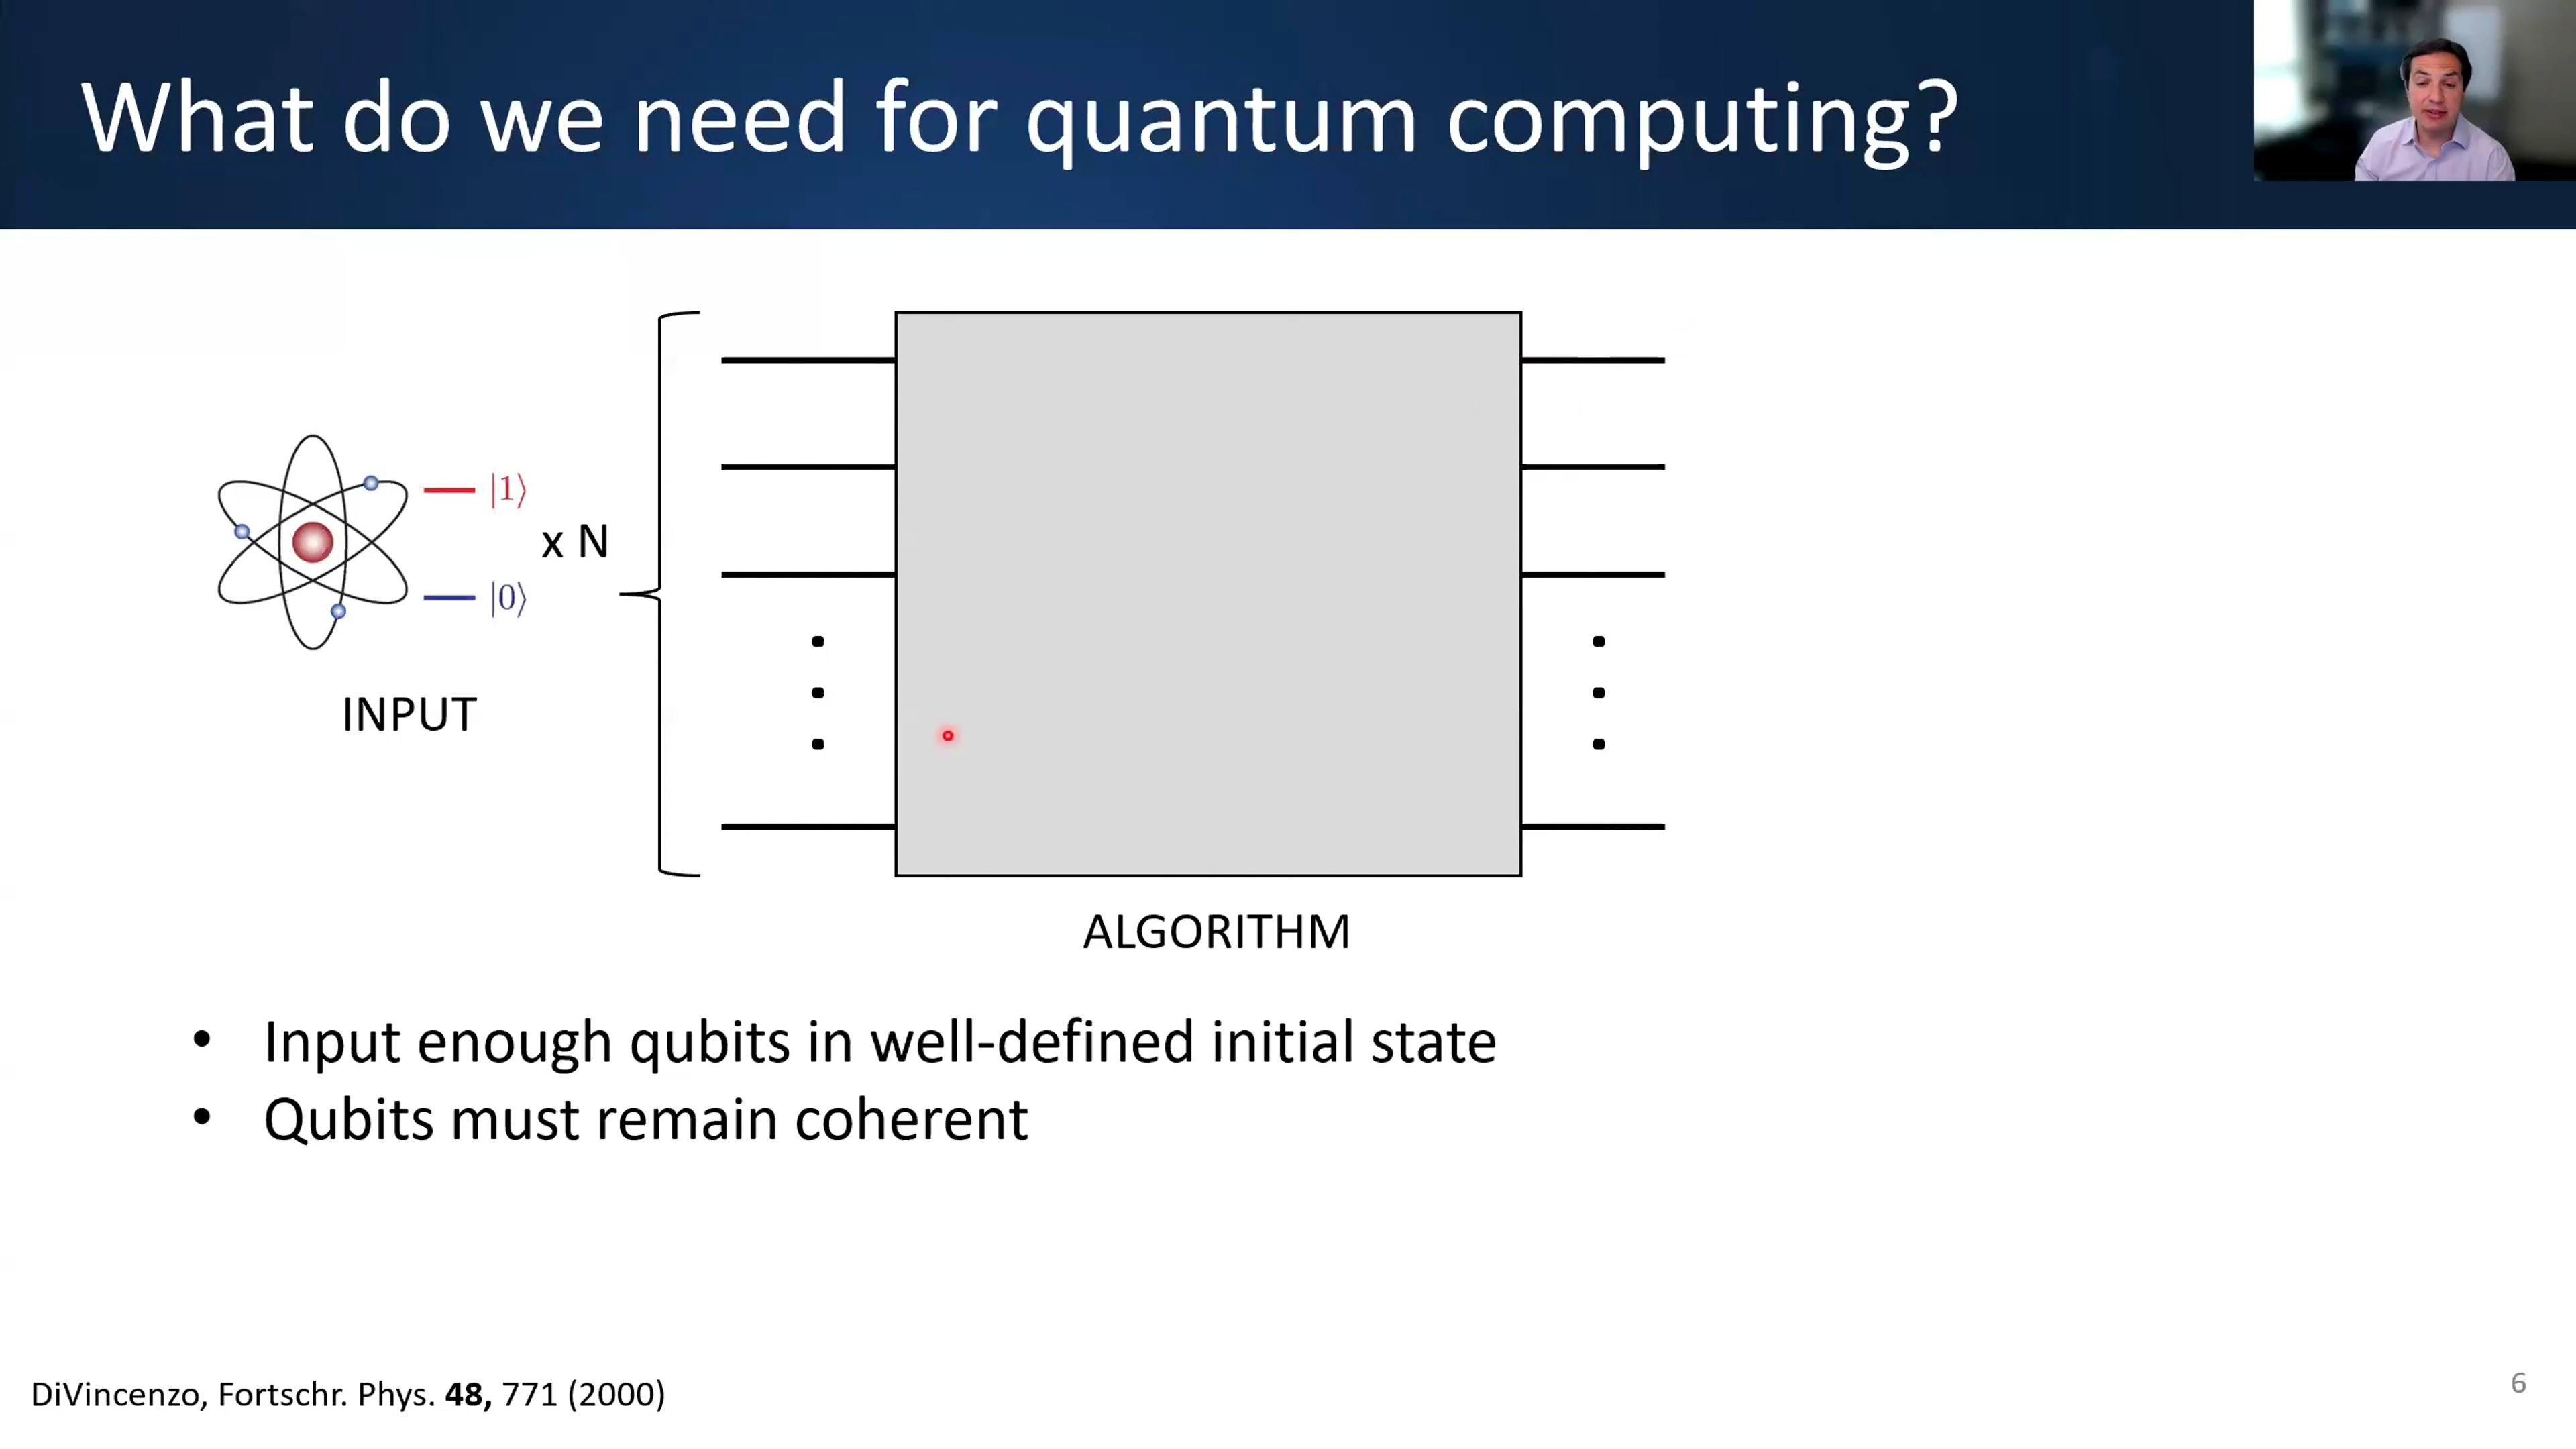 What do we need for quantum computing?
|1⟩
x N
|0⟩
INPUT
ALGORITHM
• Input enough qubits in well-defined initial state
• Qubits must remain coherent
DiVincenzo, Fortschr. Phys. 48, 771 (2000)
6